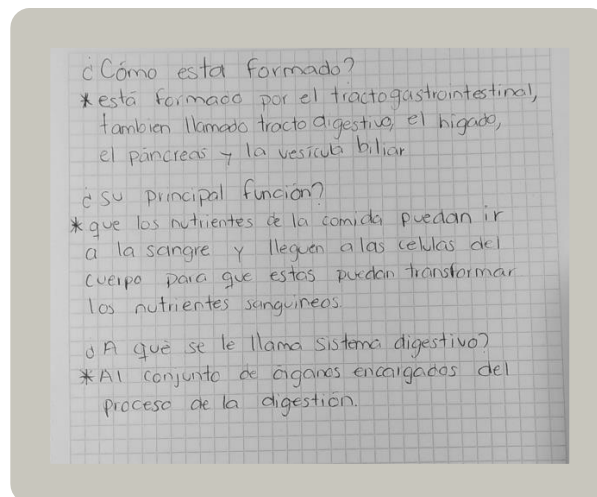 ¿Cómo esta formado?
* está formado por el tractogastrointestinal,
tambien llamado tracto digestivo, el higado,
el páncreas y la vesicula biliar
¿su principal función?
* que los nutrientes de la comida puedan ir
a la sangre y lleguen a las celulas del
cuerpo para que estas puedan transformar
los nutrientes sanguineos.
¿A qué se le llama sistema digestivo?
* Al conjunto de óganos encargados del
proceso de la digestión.